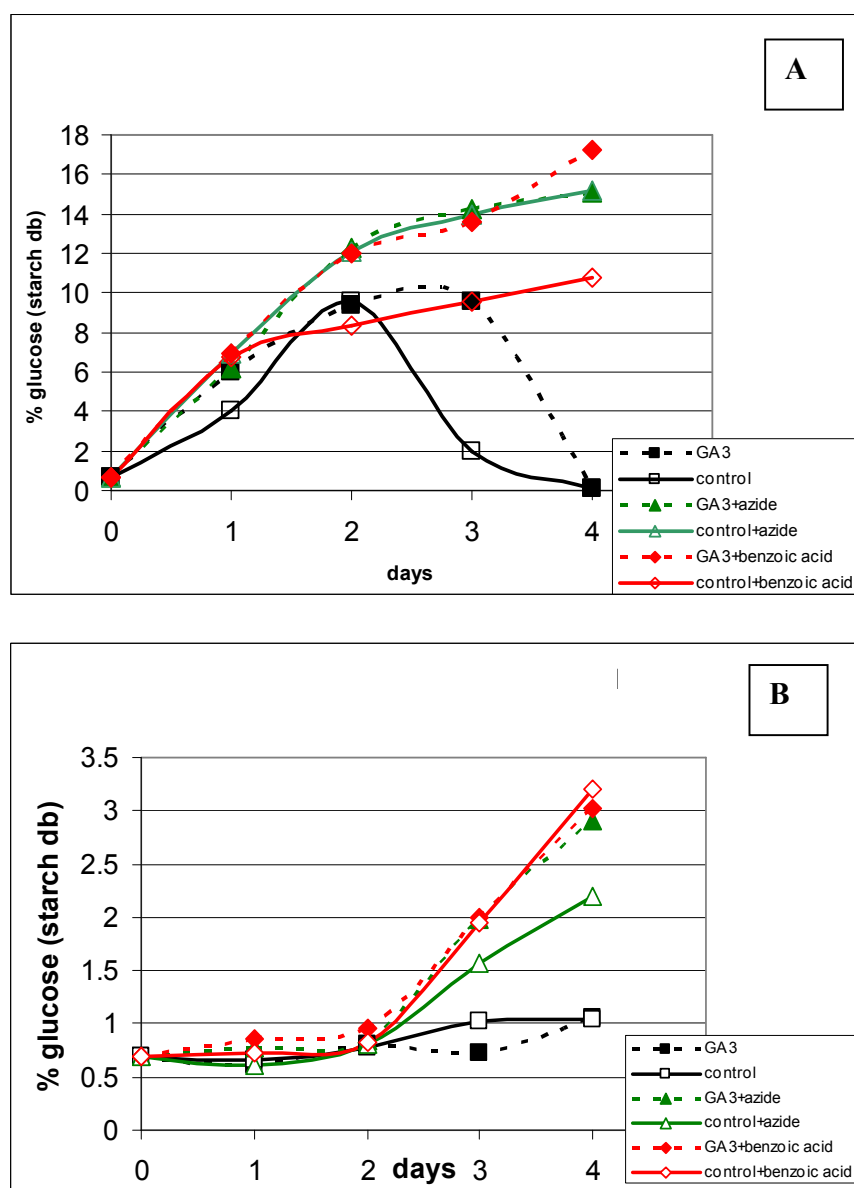 A
% glucose (starch db)
18
16
14
12
10
8
6
4
2
0
0 1 2 3 4
days
GA3
control
GA3+azide
control+azide
GA3+benzoic acid
control+benzoic acid
B
% glucose (starch db)
3.5
3
2.5
2
1.5
1
0.5
0
0 1 2 3 4
days
GA3
control
GA3+azide
control+azide
GA3+benzoic acid
control+benzoic acid